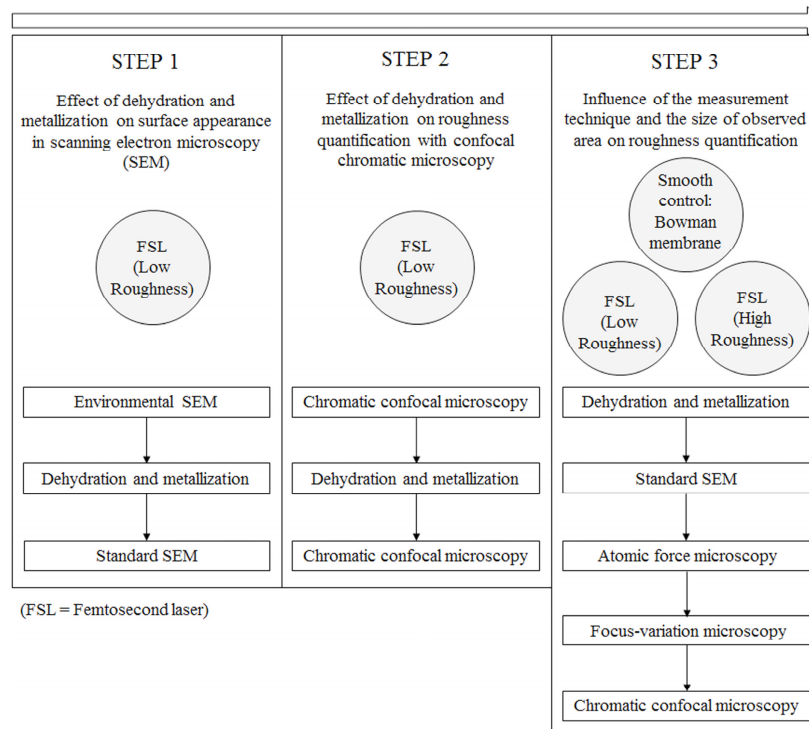 STEP 1
Effect of dehydration and
metallization on surface appearance
in scanning electron microscopy
(SEM)
FSL
(Low
Roughness)
Environmental SEM
Dehydration and metallization
Standard SEM
(FSL = Femtosecond laser)
STEP 2
Effect of dehydration and
metallization on roughness
quantification with confocal
chromatic microscopy
FSL
(Low
Roughness)
Chromatic confocal microscopy
Dehydration and metallization
Chromatic confocal microscopy
STEP 3
Influence of the measurement
technique and the size of observed
area on roughness quantification
Smooth
control:
Bowman
membrane
FSL
(Low
Roughness)
FSL
(High
Roughness)
Dehydration and metallization
Standard SEM
Atomic force microscopy
Focus-variation microscopy
Chromatic confocal microscopy